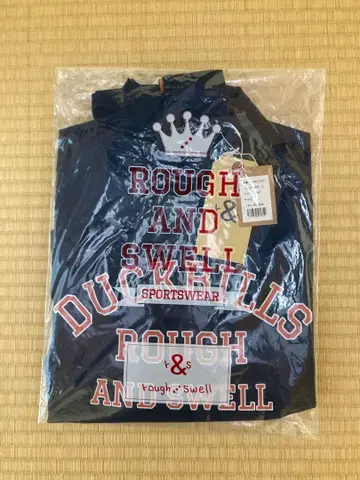 ROUGH
AND
SWELL
SPORTSWEAR
DUCKBILLS
ROUGH
r&s
AND SWELL
rough & swell
&